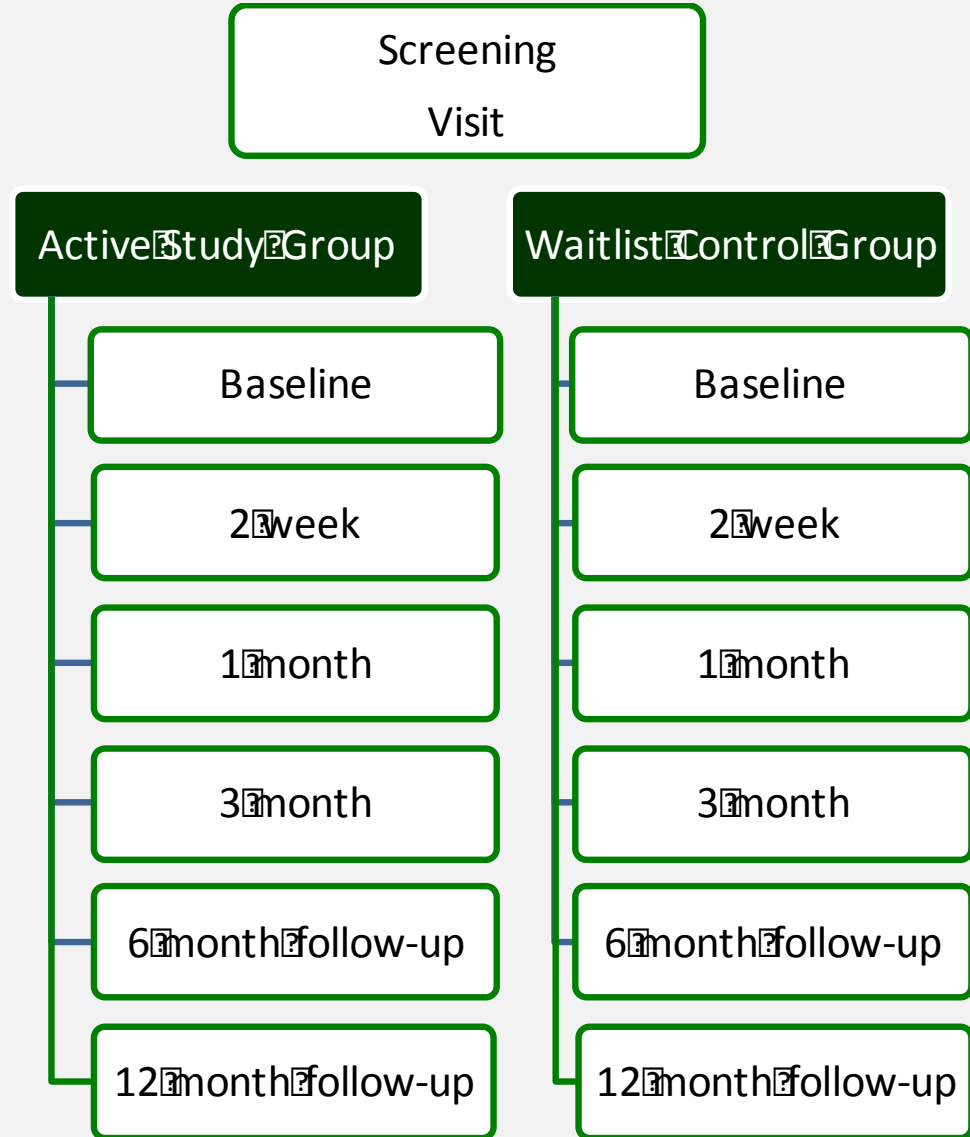 Screening
Visit
Active Study Group
Waitlist Control Group
Baseline
Baseline
2 week
2 week
1 month
1 month
3 month
3 month
6 month follow-up
6 month follow-up
12 month follow-up
12 month follow-up